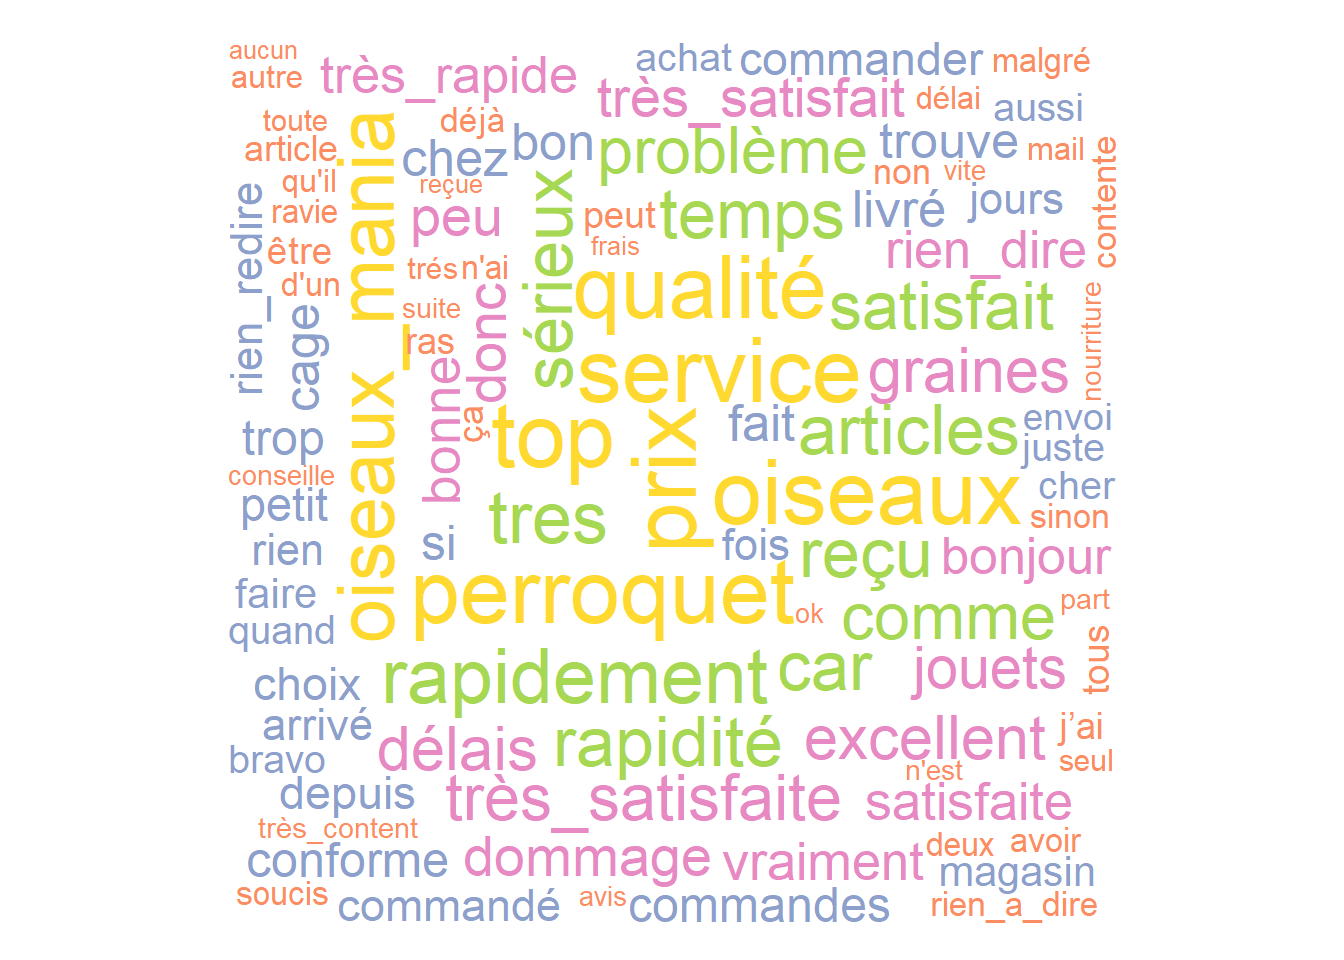 aucun
autre
très_rapide
achat
commander
malgré
très_satisfait
délai
aussi
toute
déjà
bon
problème
trouve
mail
article
chez
non
vite
contente
qu'il
reçue
ravie
peu
peut
temps
livré
jours
être
frais
rien_dire
d'un
trés
n'ai
rien_redire
oiseaux_mania
sérieux
qualité
satisfait
nourriture
suite
donc
cage
ras
service
graines
bonne
ça
top
prix
fait
articles
envoi
juste
trop
conseille
petit
oiseaux
cher
sinon
tres
rien
si
fois
reçu
bonjour
faire
perroquet
ok
comme
part
quand
tous
rapidement
car
jouets
choix
arrivé
j’ai
bravo
délais
rapidité
excellent
seul
n'est
depuis
très_satisfaite
satisfaite
très_content
conforme
dommage
vraiment
deux
avoir
magasin
soucis
commandé
avis
commandes
rien_a_dire